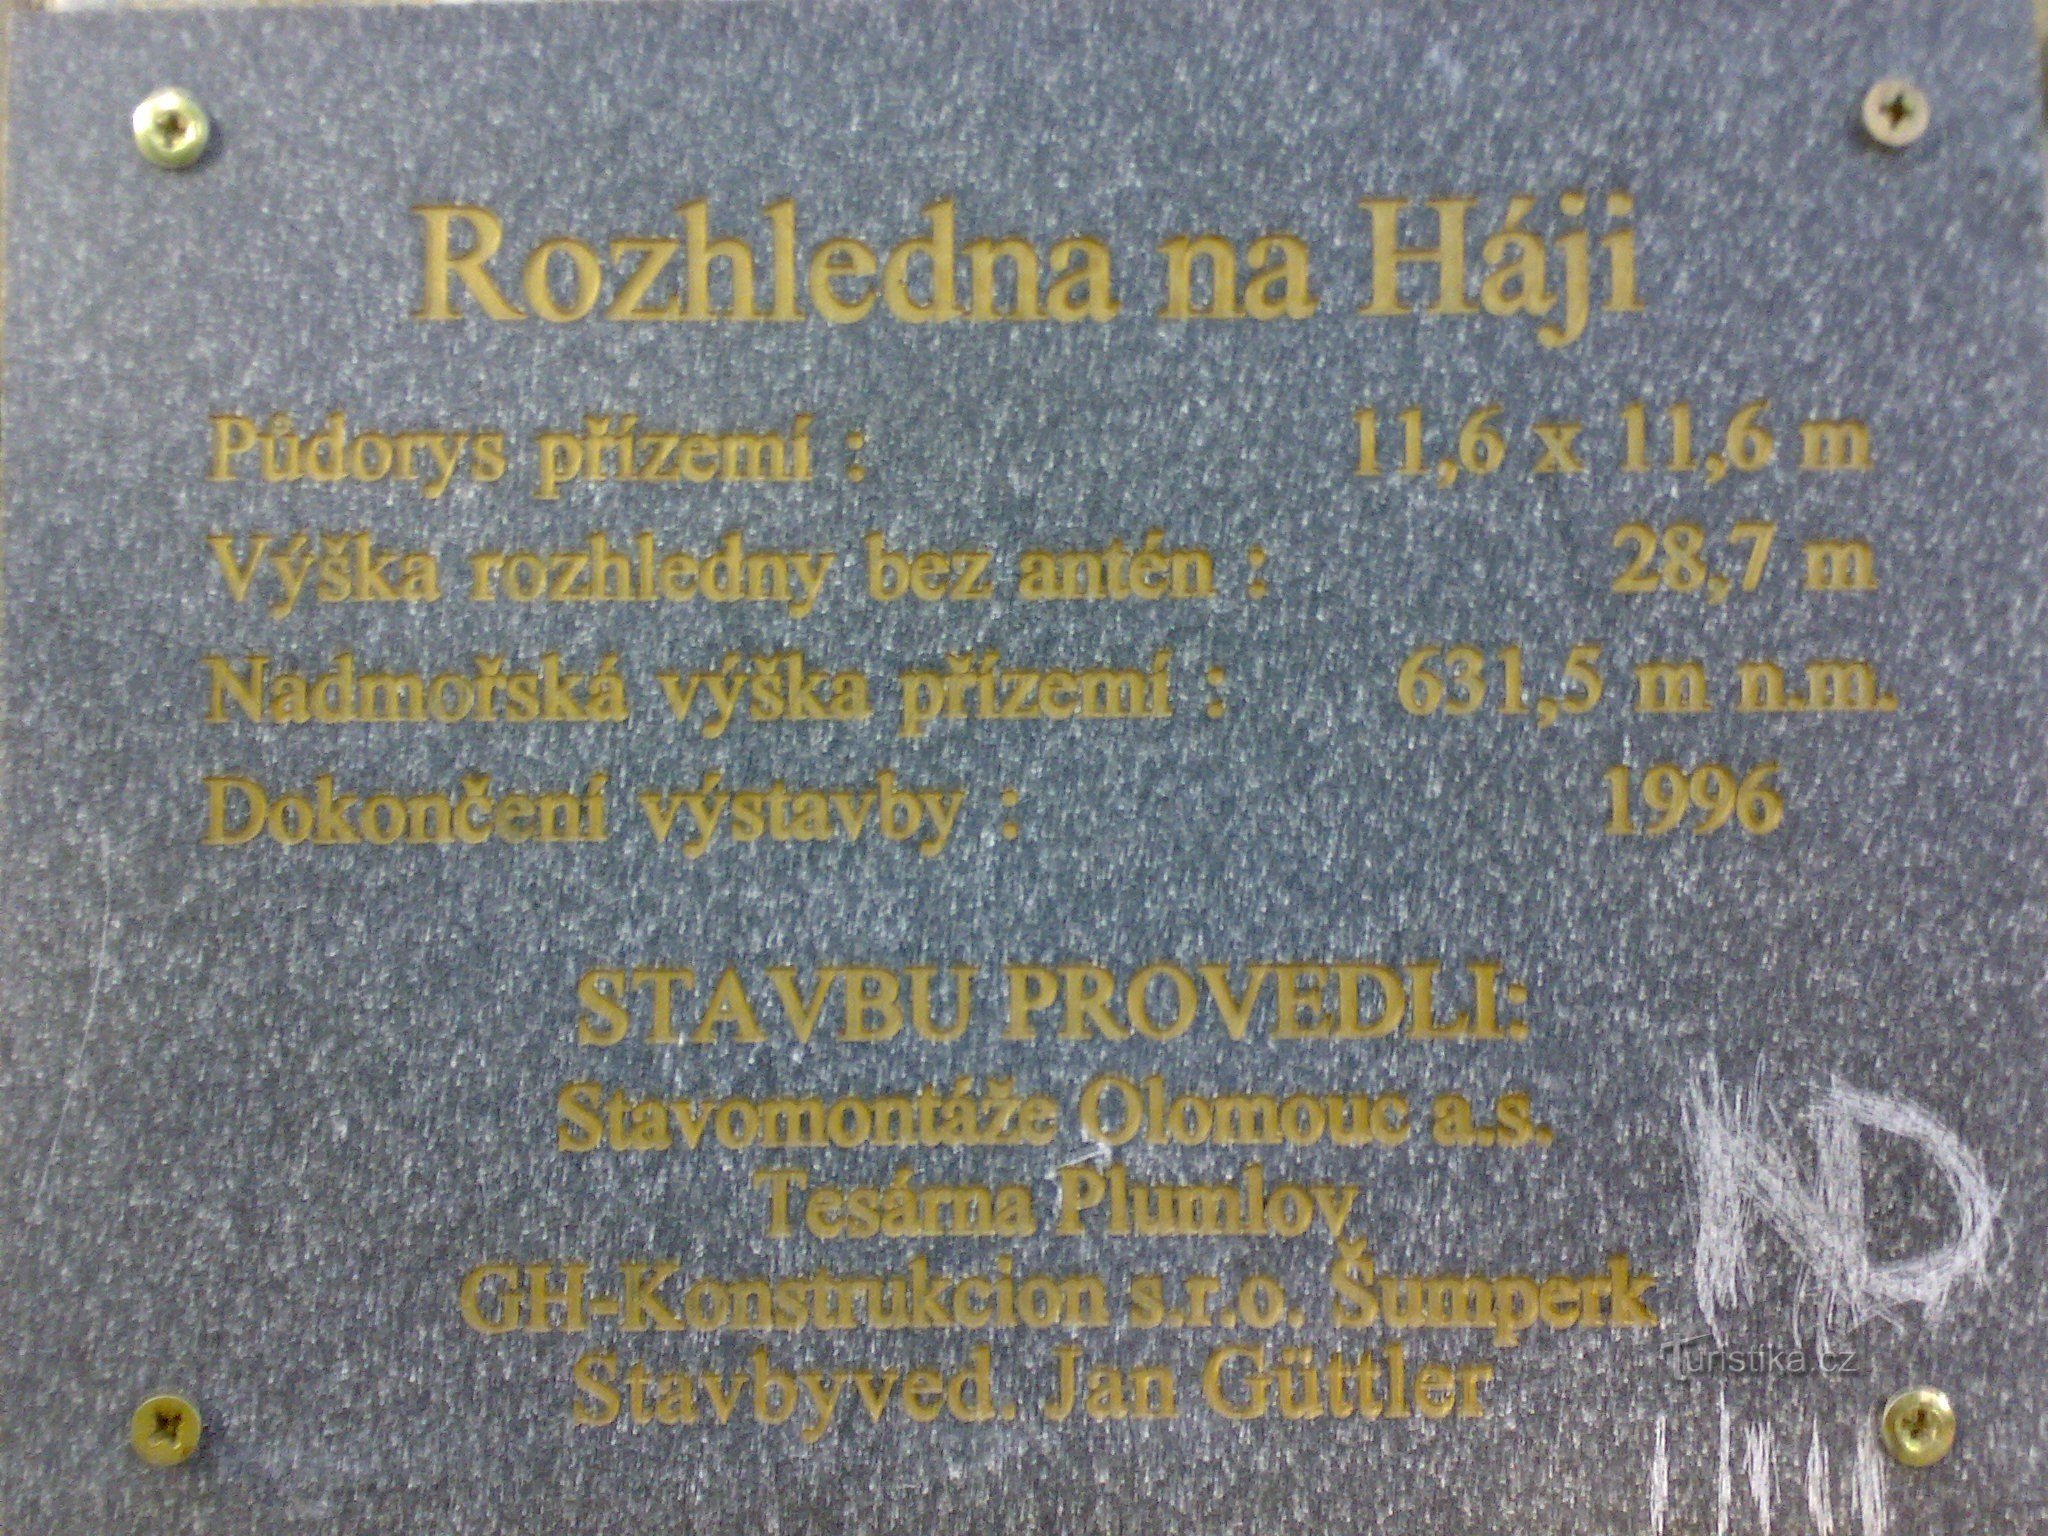 Rozhledna na Háji
Půdorys přízemí : 11,6 x 11,6 m
Výška rozhledny bez antén : 28,7 m
Nadmořská výška přízemí : 631,5 m n.m.
Dokončení výstavby : 1996
STAVBU PROVEDLI:
Stavomontáže Olomouc a.s.
Tesárna Plumlov
GH-Konstrukcion s.r.o. Šumperk
Stavbyved. Jan Güttler
ND
Turistika.cz